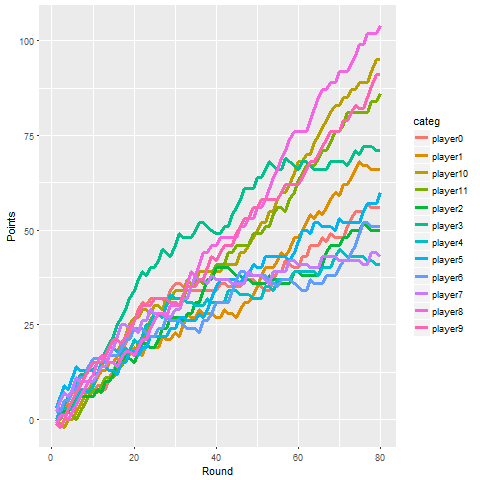 100
75
50
25
0
Points
0 20 40 60 80
Round
categ
player0
player1
player10
player11
player2
player3
player4
player5
player6
player7
player8
player9